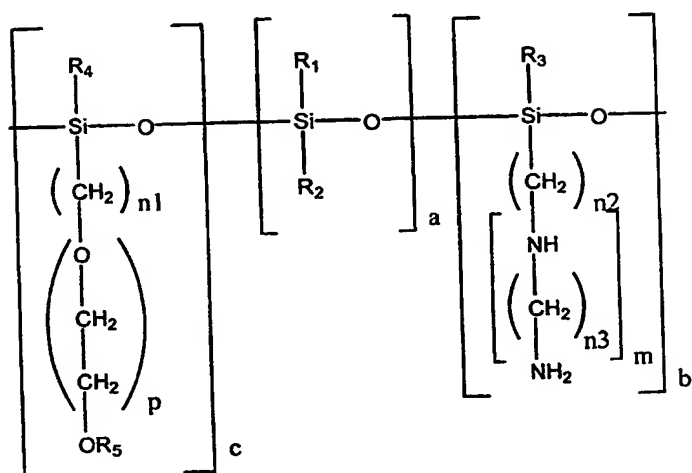 R4 R1 R3
Si O Si O Si O
(CH2)n1 R2 (CH2)n2
a
O NH
CH2 (CH2)n3
m
CH2 p NH2
b
OR5
c